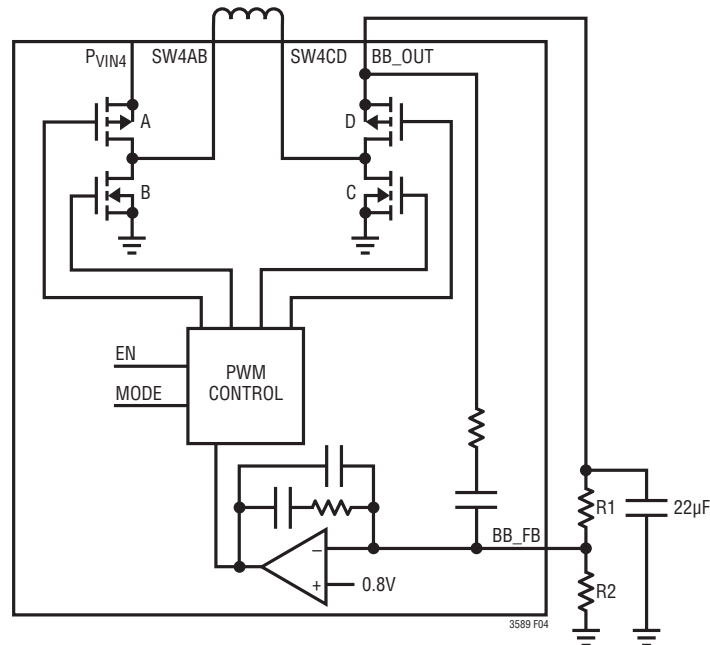 PVIN4 SW4AB SW4CD BB_OUT
A D
B C
EN
MODE
PWM
CONTROL
BB_FB R1 22µF
–
+ 0.8V
R2
3589 F04